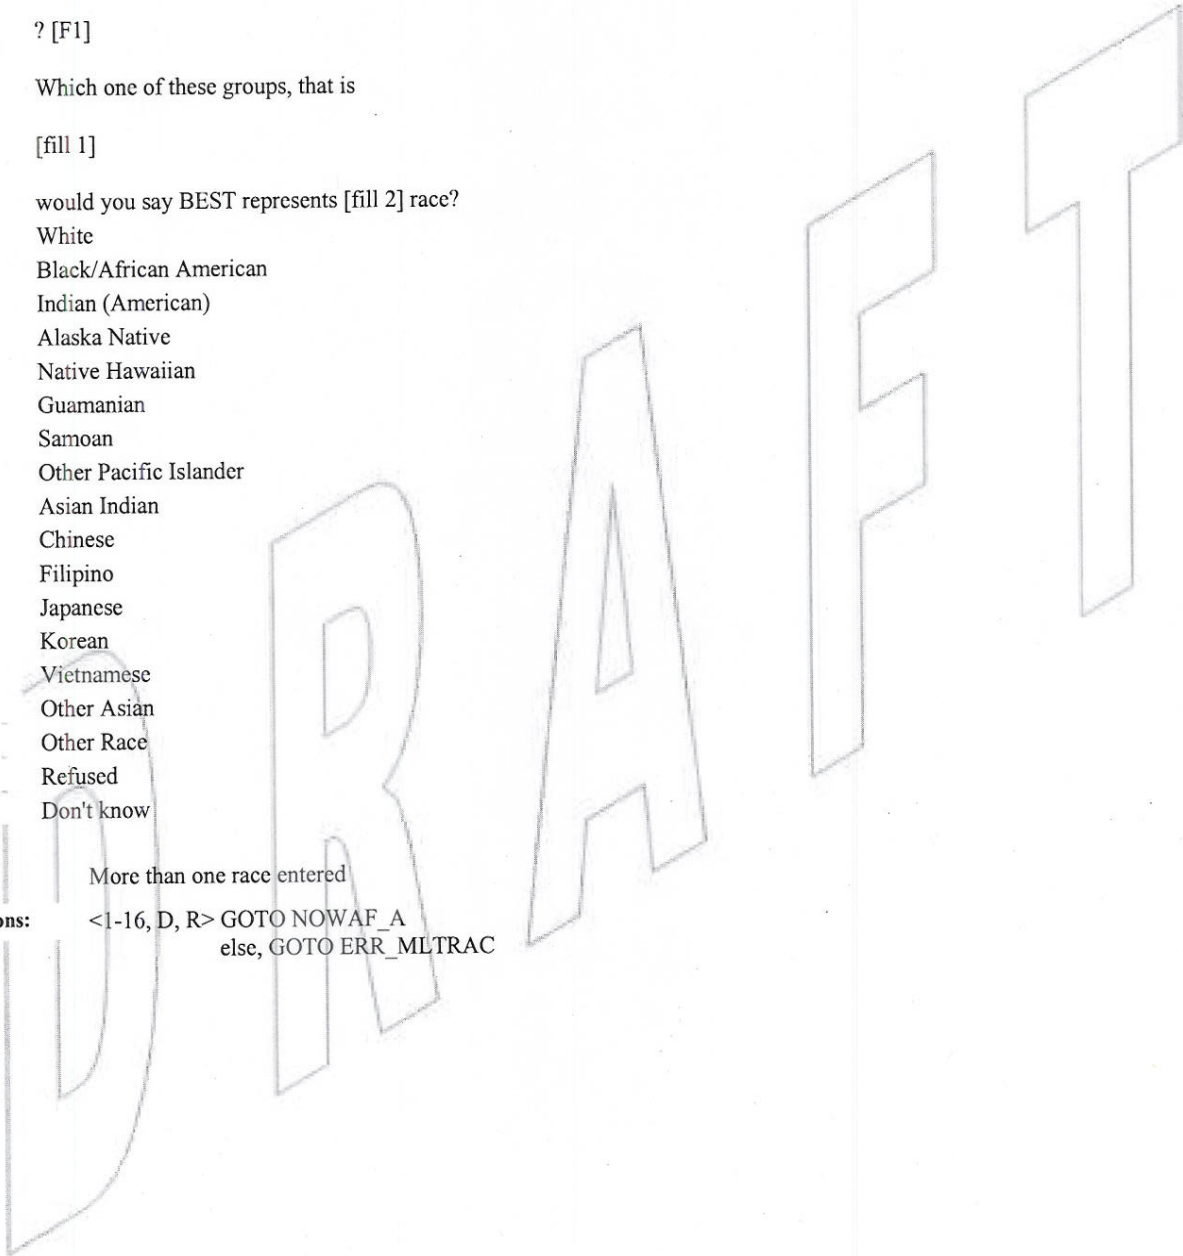 ? [F1]
Which one of these groups, that is
[fill 1]
would you say BEST represents [fill 2] race?
White
Black/African American
Indian (American)
Alaska Native
Native Hawaiian
Guamanian
Samoan
Other Pacific Islander
Asian Indian
Chinese
Filipino
Japanese
Korean
Vietnamese
Other Asian
Other Race
Refused
Don't know
More than one race entered
ons: <1-16, D, R> GOTO NOWAF_A
else, GOTO ERR_MLTRAC
DRAFT